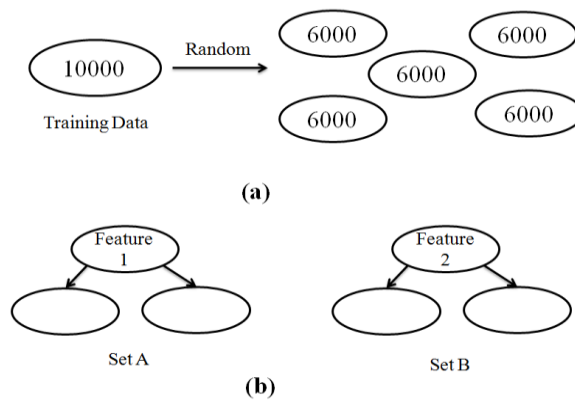 6000
6000
Random
10000
6000
6000
6000
Training Data
(a)
Feature
1
Feature
2
Set A
Set B
(b)